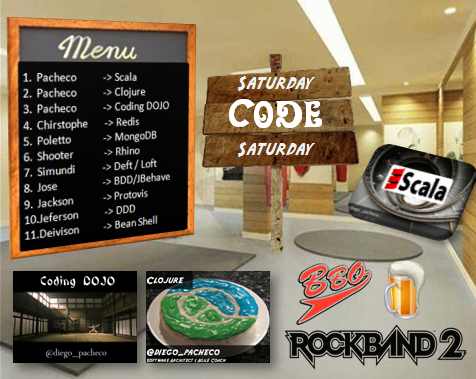 Menu
1. Pacheco -> Scala
2. Pacheco -> Clojure
3. Pacheco -> Coding DOJO
4. Chirstophe -> Redis
5. Poletto -> MongoDB
6. Shooter -> Rhino
7. Simundi -> Deft / Loft
8. Jose -> BDD/JBehave
9. Jackson -> Protovis
10.Jeferson -> DDD
11.Deivison -> Bean Shell
SATURDAY
CODE
SATURDAY
Scala
@diego_pacheco
Coding DOJO
@diego_pacheco
CLOJURE
@DIEGO_PACHECO
SOFTWARE ARCHITECT | AGILE COACH
BBQ
ROCKBAND 2